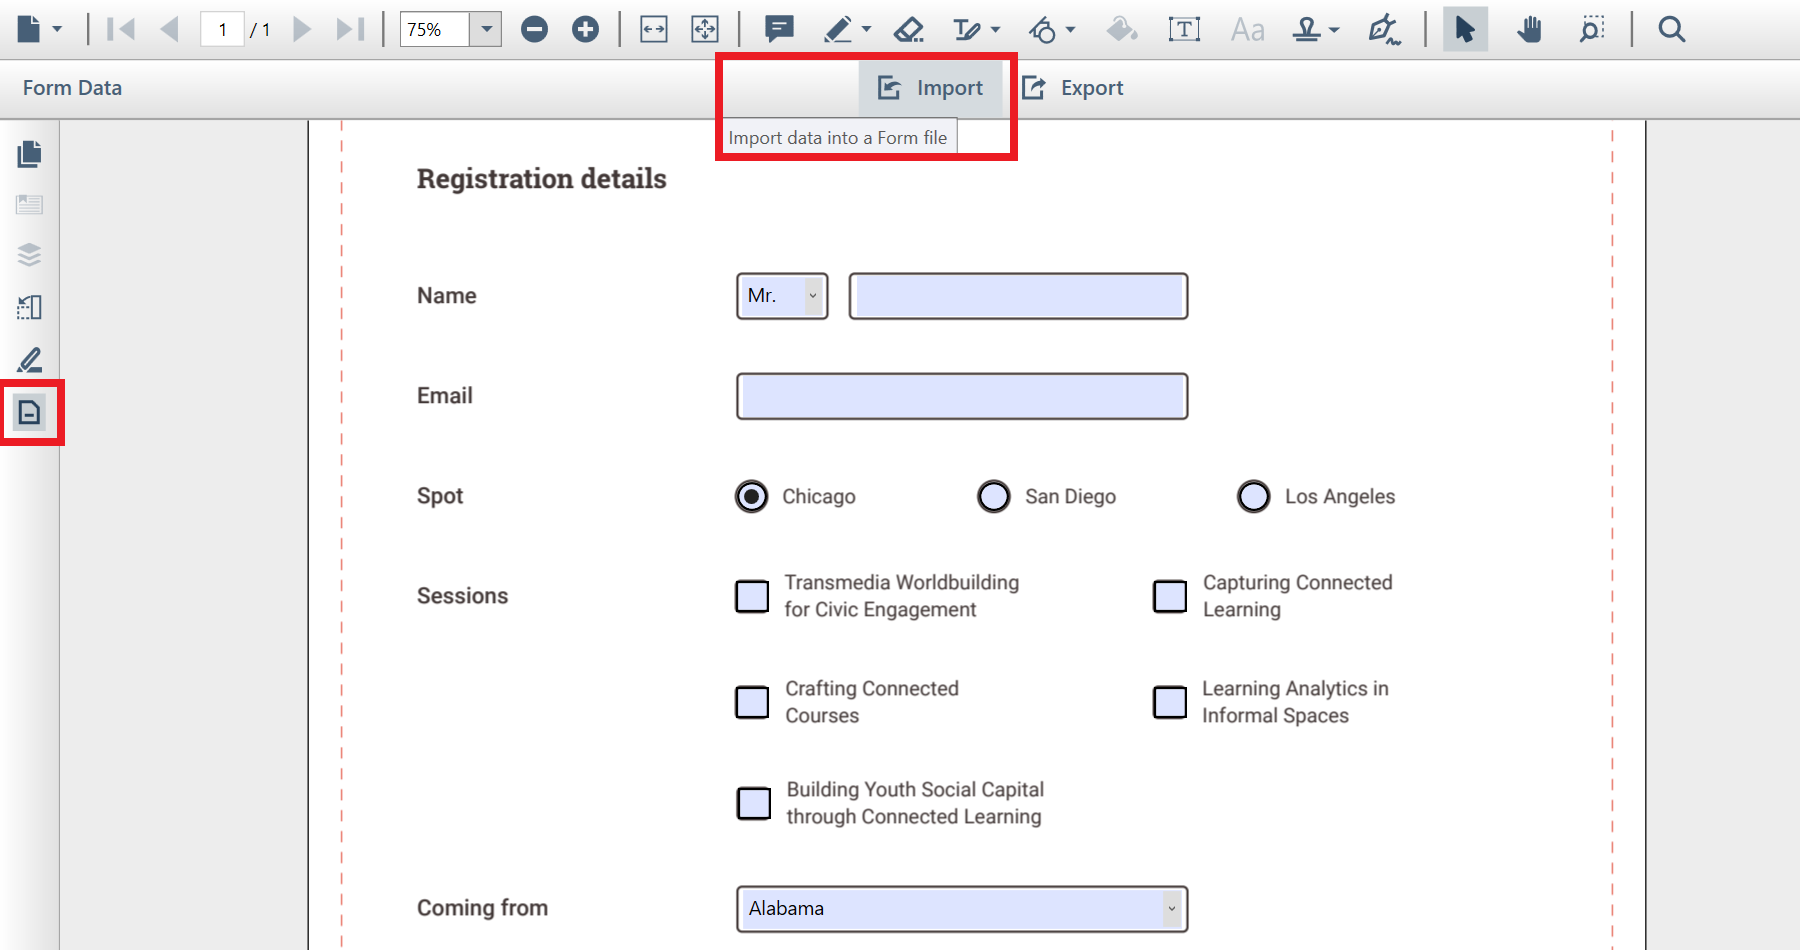 1 / 1 75% T T Aa
Form Data Import Export
Import data into a Form file
Registration details
Name Mr.
Email
Spot Chicago San Diego Los Angeles
Sessions
Transmedia Worldbuilding
for Civic Engagement
Capturing Connected
Learning
Crafting Connected
Courses
Learning Analytics in
Informal Spaces
Building Youth Social Capital
through Connected Learning
Coming from Alabama